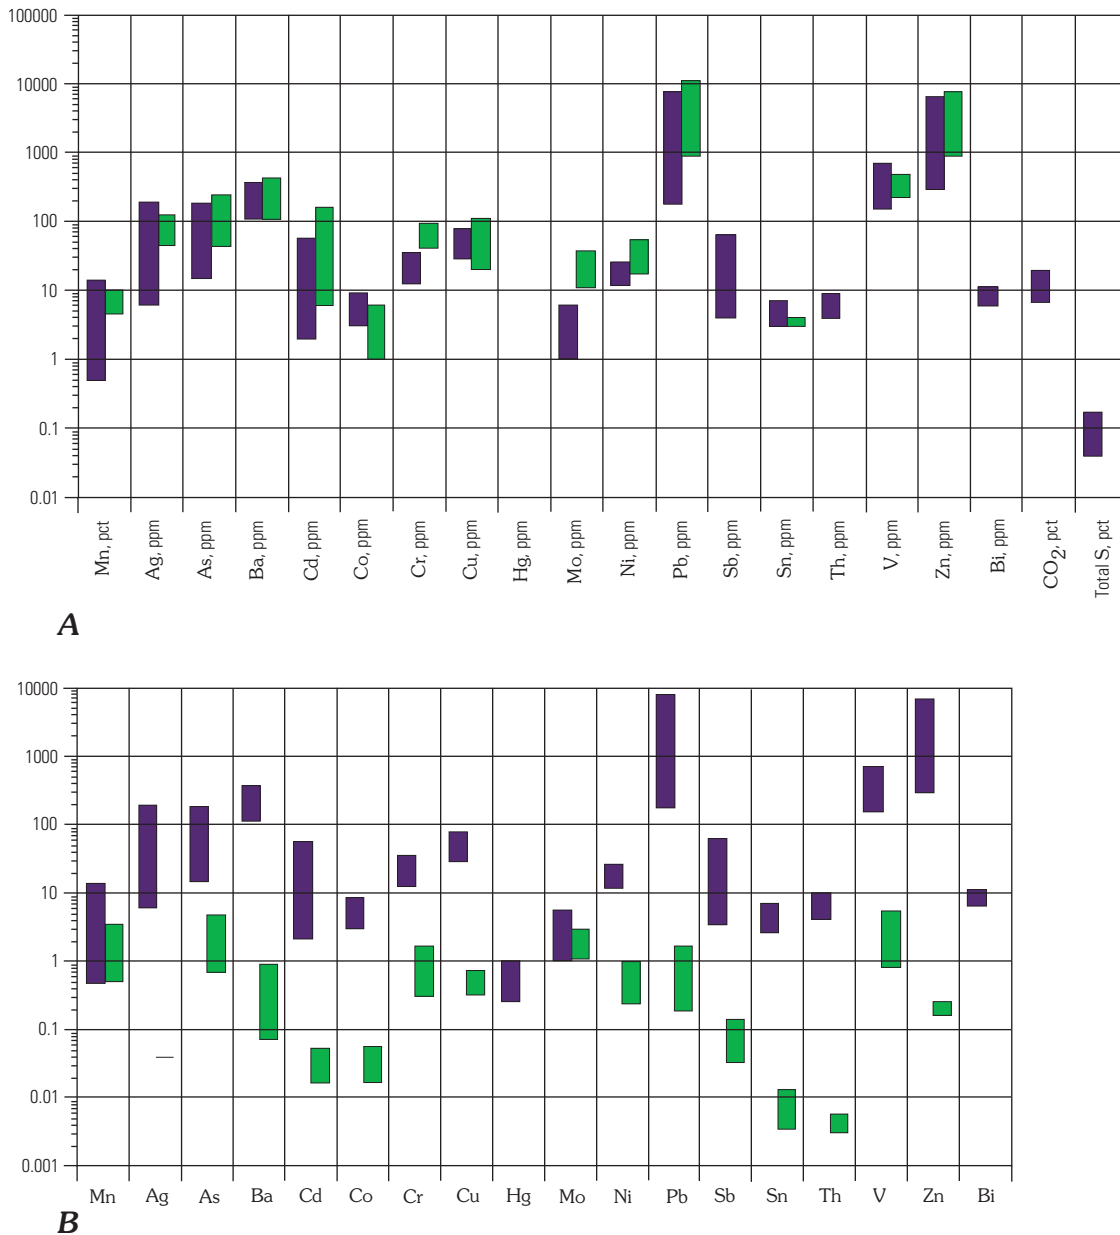 100000
10000
1000
100
10
1
0.1
0.01
Mn, pct
Ag, ppm
As, ppm
Ba, ppm
Cd, ppm
Co, ppm
Cr, ppm
Cu, ppm
Hg, ppm
Mo, ppm
Ni, ppm
Pb, ppm
Sb, ppm
Sn, ppm
Th, ppm
V, ppm
Zn, ppm
Bi, ppm
CO2, pct
Total S, pct
A
10000
1000
100
10
1
0.1
0.01
0.001
Mn Ag As Ba Cd Co Cr Cu Hg Mo Ni Pb Sb Sn Th V Zn Bi
B